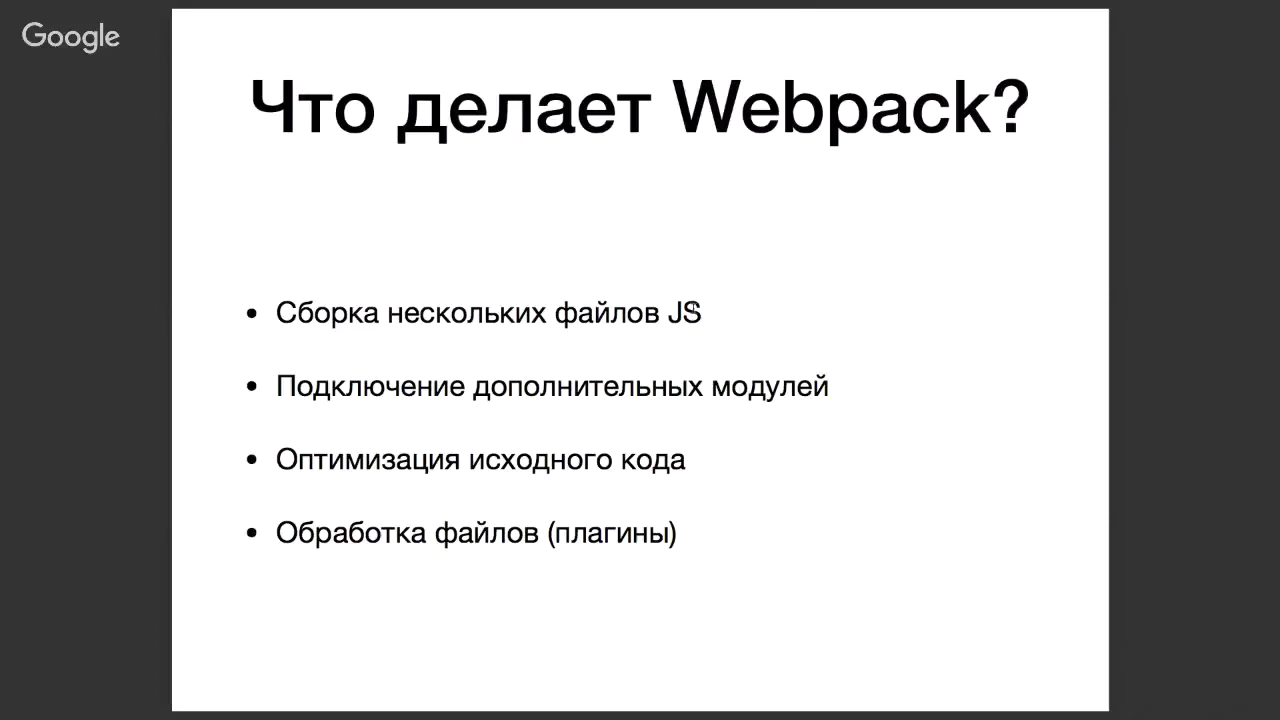 Google
Что делает Webpack?
• Сборка нескольких файлов JS
• Подключение дополнительных модулей
• Оптимизация исходного кода
• Обработка файлов (плагины)